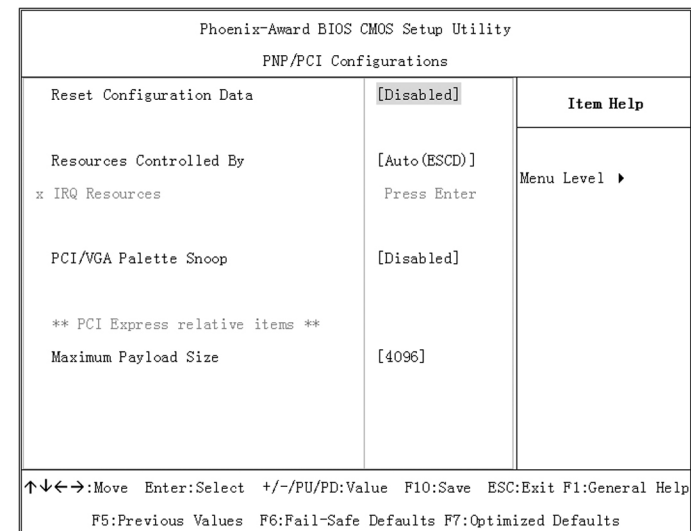 Phoenix-Award BIOS CMOS Setup Utility
PNP/PCI Configurations
Reset Configuration Data [Disabled] Item Help
Resources Controlled By [Auto(ESCD)]
Menu Level ▶
x IRQ Resources Press Enter
PCI/VGA Palette Snoop [Disabled]
** PCI Express relative items **
Maximum Payload Size [4096]
↑↓←→:Move Enter:Select +/-/PU/PD:Value F10:Save ESC:Exit F1:General Help
F5:Previous Values F6:Fail-Safe Defaults F7:Optimized Defaults